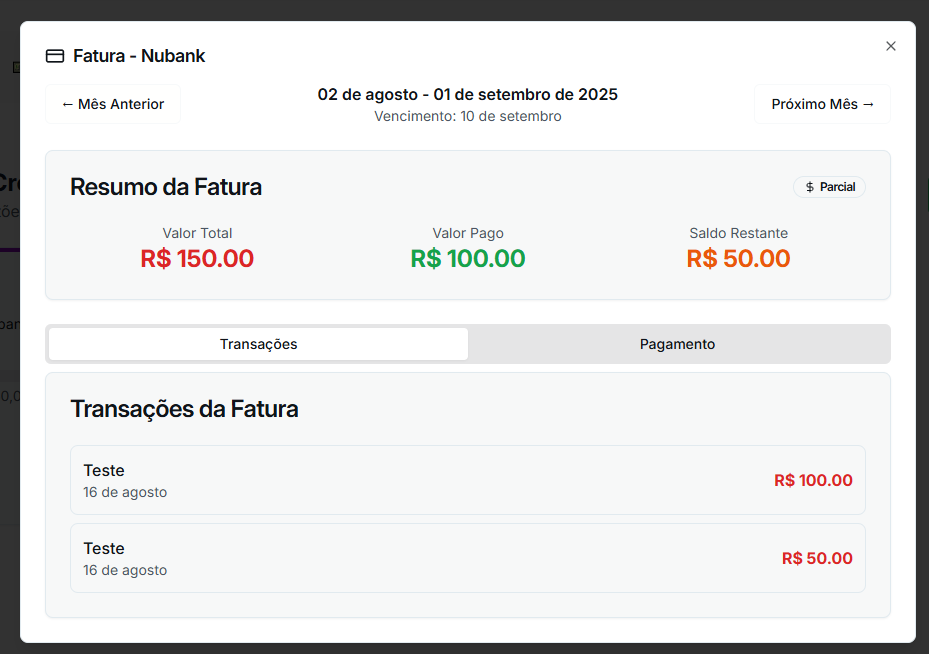 Fatura - Nubank
← Mês Anterior
02 de agosto - 01 de setembro de 2025
Vencimento: 10 de setembro
Próximo Mês →
Resumo da Fatura
$ Parcial
Valor Total
R$ 150.00
Valor Pago
R$ 100.00
Saldo Restante
R$ 50.00
Transações
Pagamento
Transações da Fatura
Teste
16 de agosto
R$ 100.00
Teste
16 de agosto
R$ 50.00